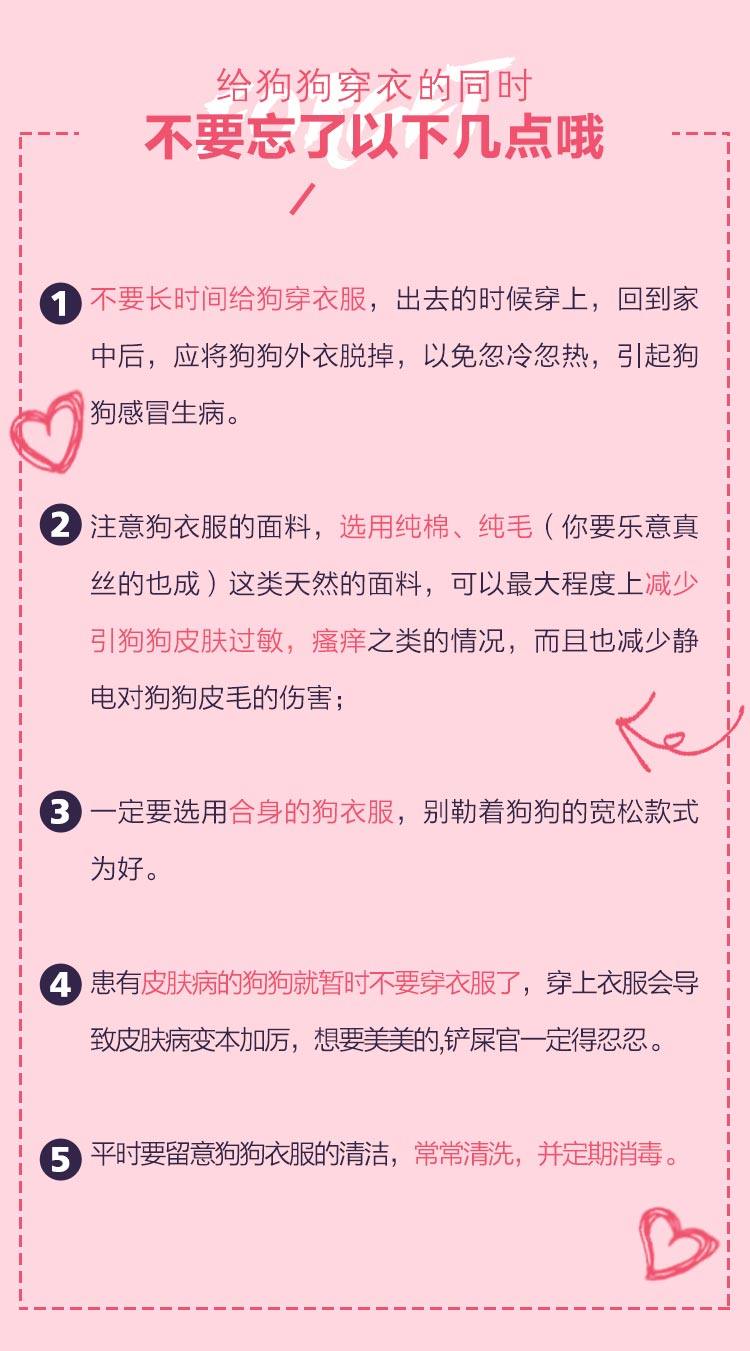 给狗狗穿衣的同时
不要忘了以下几点哦
1 不要长时间给狗穿衣服，出去的时候穿上，回到家
中后，应将狗狗外衣脱掉，以免忽冷忽热，引起狗
狗感冒生病。
2 注意狗衣服的面料，选用纯棉、纯毛（你要乐意真
丝的也成）这类天然的面料，可以最大程度上减少
引狗狗皮肤过敏，瘙痒之类的情况，而且也减少静
电对狗狗皮毛的伤害；
3 一定要选用合身的狗衣服，别勒着狗狗的宽松款式
为好。
4 患有皮肤病的狗狗就暂时不要穿衣服了，穿上衣服会导
致皮肤病变本加厉，想要美美的,铲屎官一定得忍忍。
5 平时要留意狗狗衣服的清洁，常常清洗，并定期消毒。